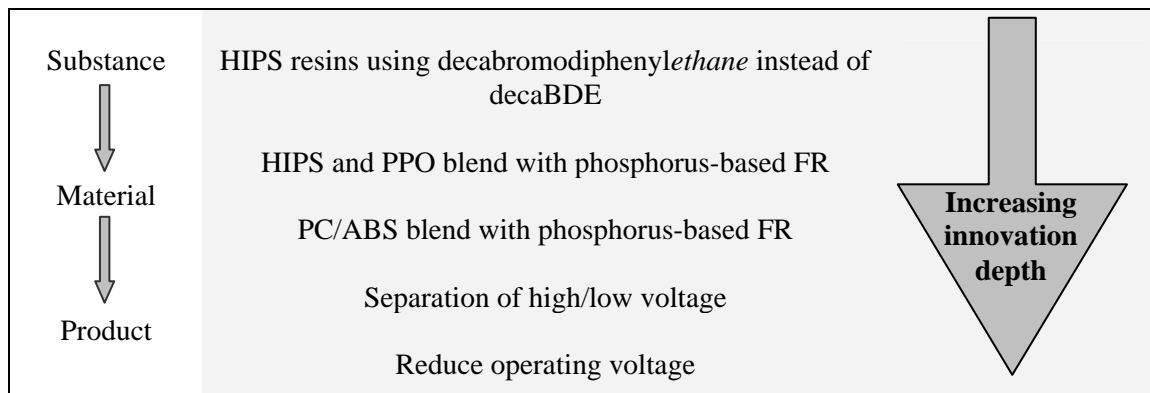 Substance
HIPS resins using decabromodiphenylethane instead of
decaBDE
HIPS and PPO blend with phosphorus-based FR
Material
PC/ABS blend with phosphorus-based FR
Increasing
innovation
depth
Separation of high/low voltage
Product
Reduce operating voltage